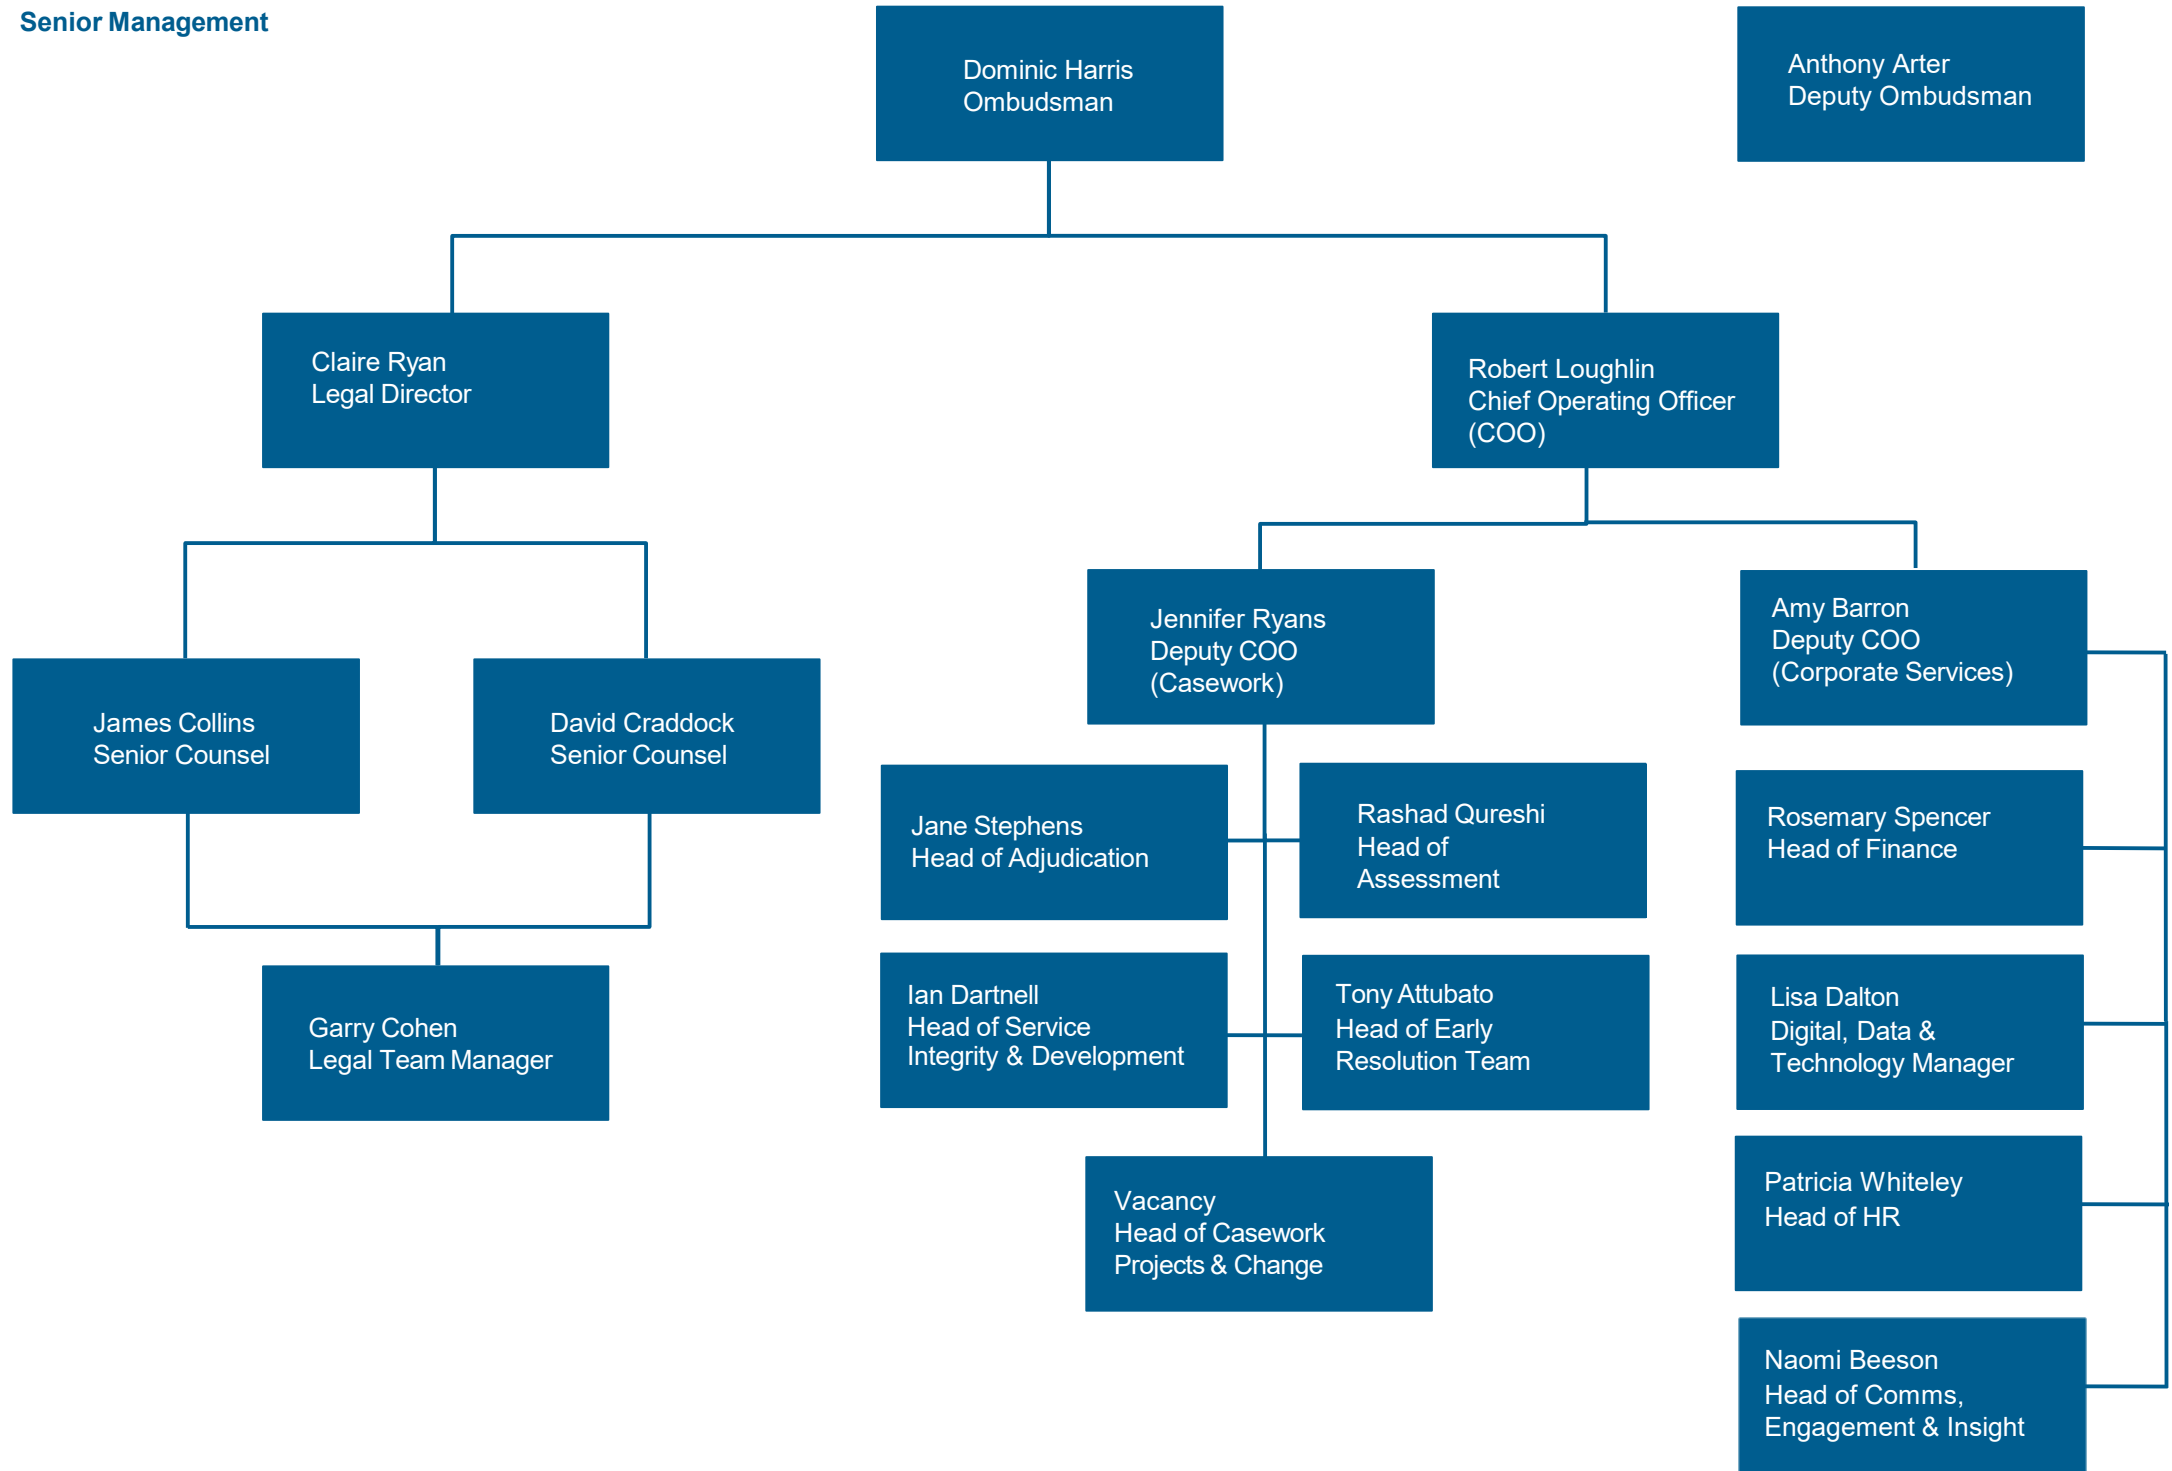 Senior Management
Dominic Harris
Ombudsman
Anthony Arter
Deputy Ombudsman
Claire Ryan
Legal Director
Robert Loughlin
Chief Operating Officer
(COO)
James Collins
Senior Counsel
David Craddock
Senior Counsel
Garry Cohen
Legal Team Manager
Jennifer Ryans
Deputy COO
(Casework)
Jane Stephens
Head of Adjudication
Rashad Qureshi
Head of
Assessment
Ian Dartnell
Head of Service
Integrity & Development
Tony Attubato
Head of Early
Resolution Team
Vacancy
Head of Casework
Projects & Change
Amy Barron
Deputy COO
(Corporate Services)
Rosemary Spencer
Head of Finance
Lisa Dalton
Digital, Data &
Technology Manager
Patricia Whiteley
Head of HR
Naomi Beeson
Head of Comms,
Engagement & Insight